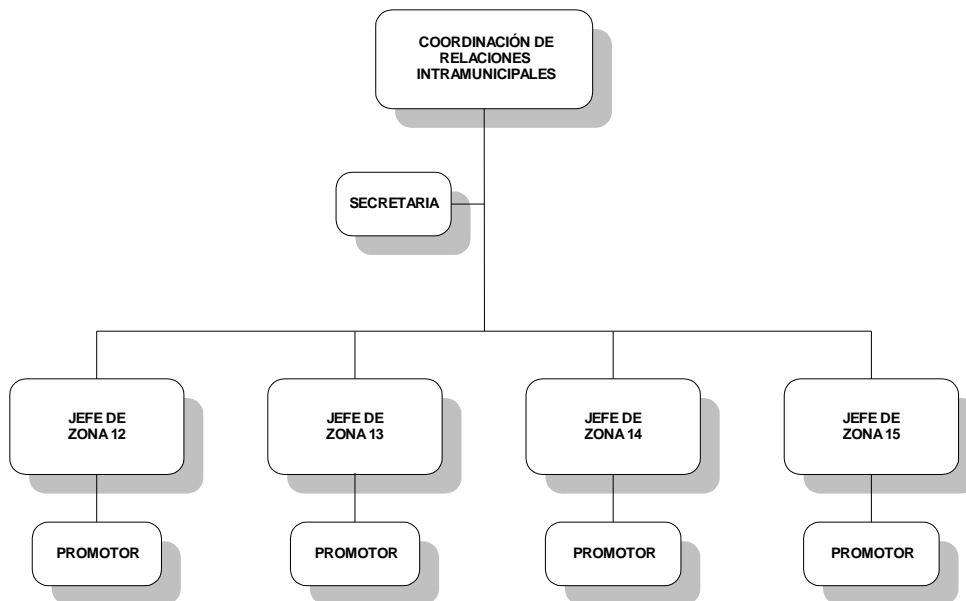 COORDINACIÓN DE
RELACIONES
INTRAMUNICIPALES
SECRETARIA
JEFE DE
ZONA 12
JEFE DE
ZONA 13
JEFE DE
ZONA 14
JEFE DE
ZONA 15
PROMOTOR
PROMOTOR
PROMOTOR
PROMOTOR